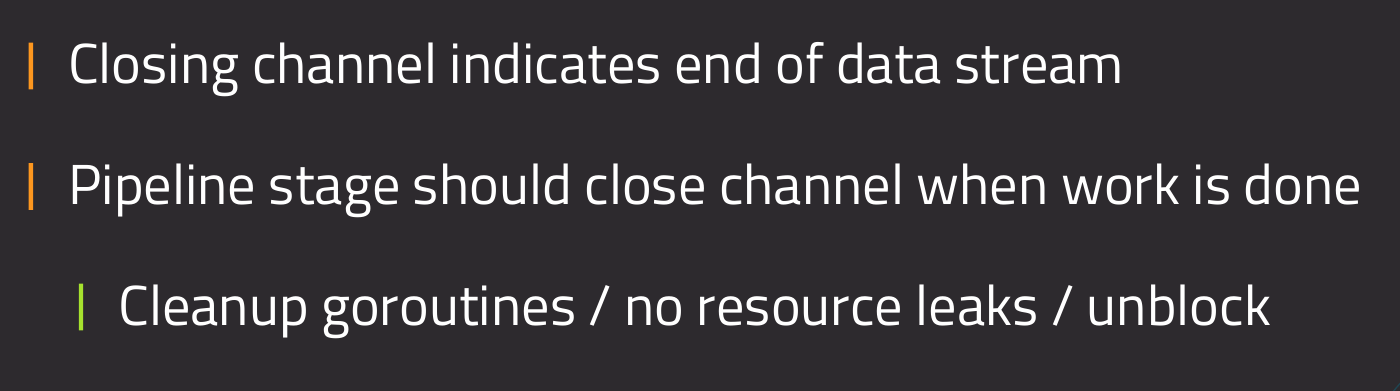 Closing channel indicates end of data stream
Pipeline stage should close channel when work is done
Cleanup goroutines / no resource leaks / unblock